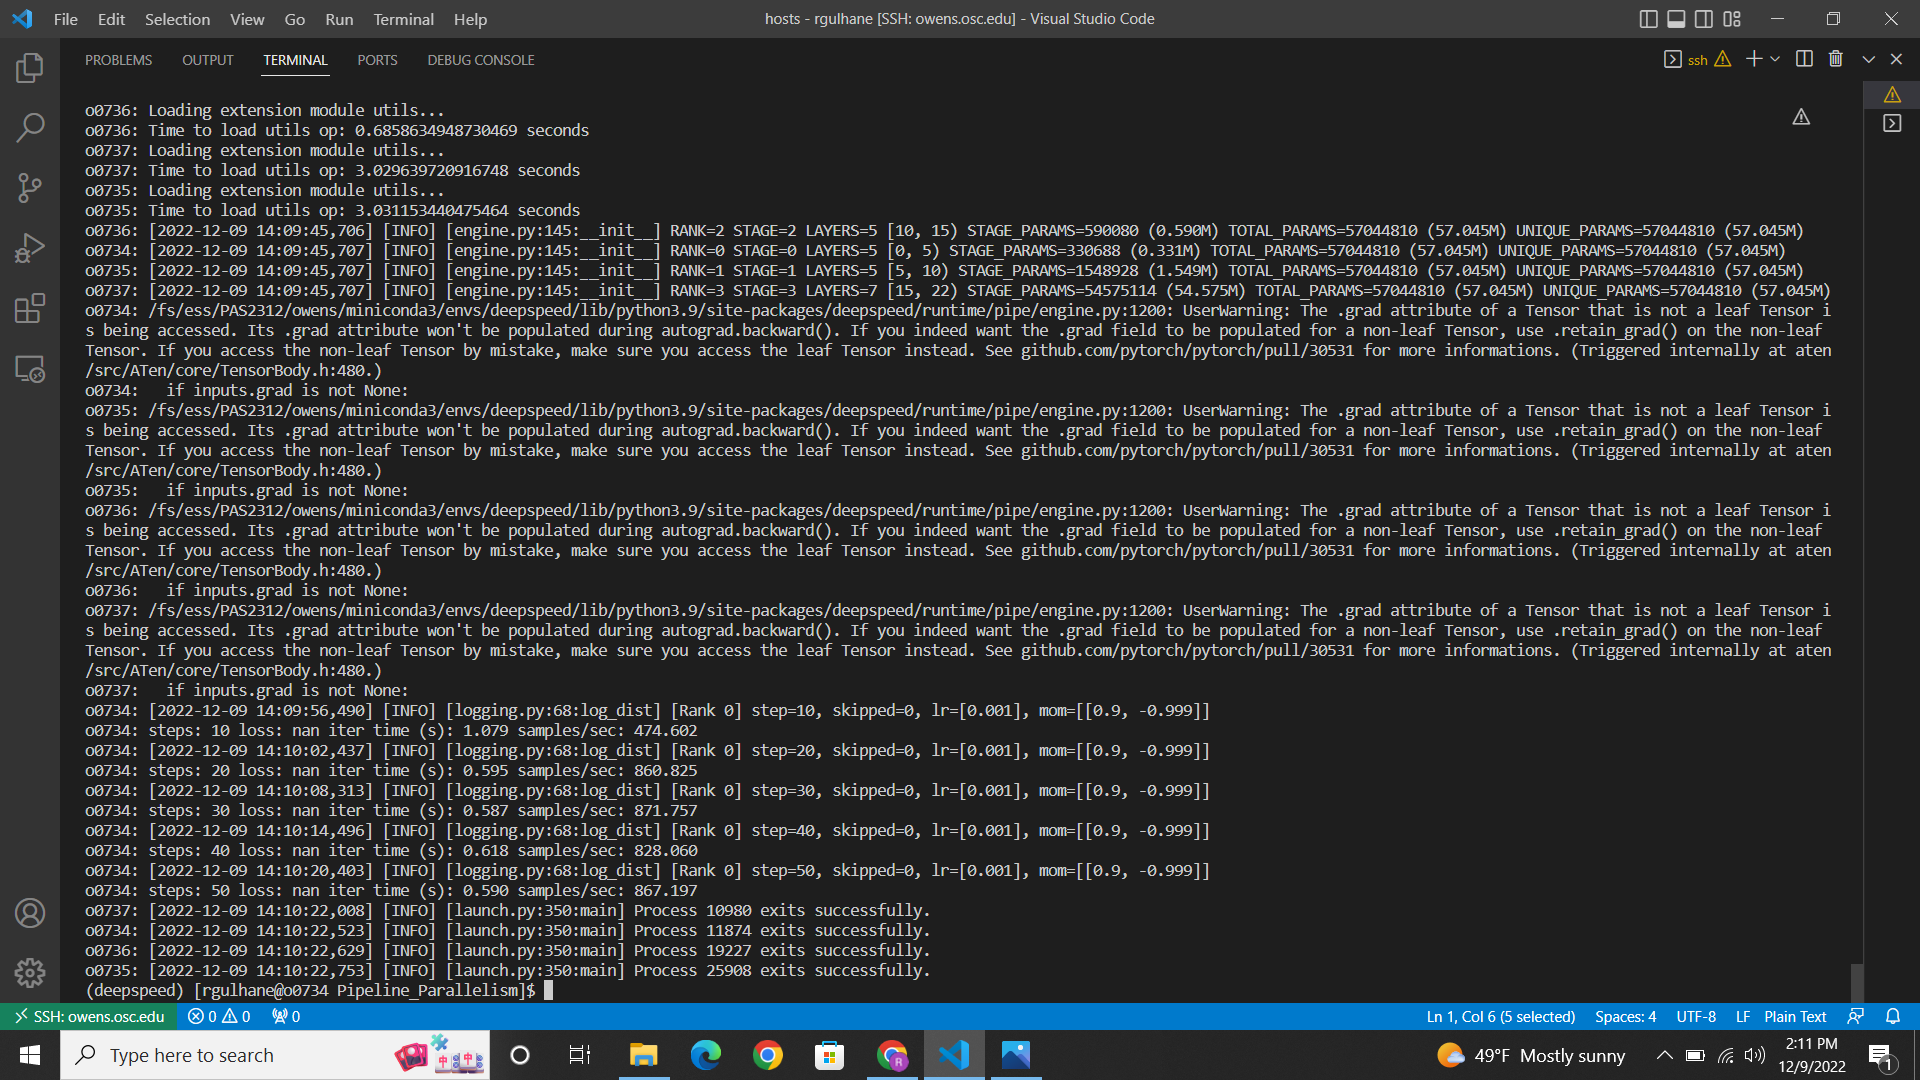 File Edit Selection View Go Run Terminal Help
hosts - rgulhane [SSH: owens.osc.edu] - Visual Studio Code
PROBLEMS OUTPUT TERMINAL PORTS DEBUG CONSOLE
ssh
o0736: Loading extension module utils...
o0736: Time to load utils op: 0.6858634948730469 seconds
o0737: Loading extension module utils...
o0737: Time to load utils op: 3.029639720916748 seconds
o0735: Loading extension module utils...
o0735: Time to load utils op: 3.031153440475464 seconds
o0736: [2022-12-09 14:09:45,706] [INFO] [engine.py:145:__init__] RANK=2 STAGE=2 LAYERS=5 [10, 15) STAGE_PARAMS=590080 (0.590M) TOTAL_PARAMS=57044810 (57.045M) UNIQUE_PARAMS=57044810 (57.045M)
o0734: [2022-12-09 14:09:45,707] [INFO] [engine.py:145:__init__] RANK=0 STAGE=0 LAYERS=5 [0, 5) STAGE_PARAMS=330688 (0.331M) TOTAL_PARAMS=57044810 (57.045M) UNIQUE_PARAMS=57044810 (57.045M)
o0735: [2022-12-09 14:09:45,707] [INFO] [engine.py:145:__init__] RANK=1 STAGE=1 LAYERS=5 [5, 10) STAGE_PARAMS=1548928 (1.549M) TOTAL_PARAMS=57044810 (57.045M) UNIQUE_PARAMS=57044810 (57.045M)
o0737: [2022-12-09 14:09:45,707] [INFO] [engine.py:145:__init__] RANK=3 STAGE=3 LAYERS=7 [15, 22) STAGE_PARAMS=54575114 (54.575M) TOTAL_PARAMS=57044810 (57.045M) UNIQUE_PARAMS=57044810 (57.045M)
o0734: /fs/ess/PAS2312/owens/miniconda3/envs/deepspeed/lib/python3.9/site-packages/deepspeed/runtime/pipe/engine.py:1200: UserWarning: The .grad attribute of a Tensor that is not a leaf Tensor i
s being accessed. Its .grad attribute won't be populated during autograd.backward(). If you indeed want the .grad field to be populated for a non-leaf Tensor, use .retain_grad() on the non-leaf
Tensor. If you access the non-leaf Tensor by mistake, make sure you access the leaf Tensor instead. See github.com/pytorch/pytorch/pull/30531 for more informations. (Triggered internally at aten
/src/ATen/core/TensorBody.h:480.)
o0734:   if inputs.grad is not None:
o0735: /fs/ess/PAS2312/owens/miniconda3/envs/deepspeed/lib/python3.9/site-packages/deepspeed/runtime/pipe/engine.py:1200: UserWarning: The .grad attribute of a Tensor that is not a leaf Tensor i
s being accessed. Its .grad attribute won't be populated during autograd.backward(). If you indeed want the .grad field to be populated for a non-leaf Tensor, use .retain_grad() on the non-leaf
Tensor. If you access the non-leaf Tensor by mistake, make sure you access the leaf Tensor instead. See github.com/pytorch/pytorch/pull/30531 for more informations. (Triggered internally at aten
/src/ATen/core/TensorBody.h:480.)
o0735:   if inputs.grad is not None:
o0736: /fs/ess/PAS2312/owens/miniconda3/envs/deepspeed/lib/python3.9/site-packages/deepspeed/runtime/pipe/engine.py:1200: UserWarning: The .grad attribute of a Tensor that is not a leaf Tensor i
s being accessed. Its .grad attribute won't be populated during autograd.backward(). If you indeed want the .grad field to be populated for a non-leaf Tensor, use .retain_grad() on the non-leaf
Tensor. If you access the non-leaf Tensor by mistake, make sure you access the leaf Tensor instead. See github.com/pytorch/pytorch/pull/30531 for more informations. (Triggered internally at aten
/src/ATen/core/TensorBody.h:480.)
o0736:   if inputs.grad is not None:
o0737: /fs/ess/PAS2312/owens/miniconda3/envs/deepspeed/lib/python3.9/site-packages/deepspeed/runtime/pipe/engine.py:1200: UserWarning: The .grad attribute of a Tensor that is not a leaf Tensor i
s being accessed. Its .grad attribute won't be populated during autograd.backward(). If you indeed want the .grad field to be populated for a non-leaf Tensor, use .retain_grad() on the non-leaf
Tensor. If you access the non-leaf Tensor by mistake, make sure you access the leaf Tensor instead. See github.com/pytorch/pytorch/pull/30531 for more informations. (Triggered internally at aten
/src/ATen/core/TensorBody.h:480.)
o0737:   if inputs.grad is not None:
o0734: [2022-12-09 14:09:56,490] [INFO] [logging.py:68:log_dist] [Rank 0] step=10, skipped=0, lr=[0.001], mom=[[0.9, -0.999]]
o0734: steps: 10 loss: nan iter time (s): 1.079 samples/sec: 474.602
o0734: [2022-12-09 14:10:02,437] [INFO] [logging.py:68:log_dist] [Rank 0] step=20, skipped=0, lr=[0.001], mom=[[0.9, -0.999]]
o0734: steps: 20 loss: nan iter time (s): 0.595 samples/sec: 860.825
o0734: [2022-12-09 14:10:08,313] [INFO] [logging.py:68:log_dist] [Rank 0] step=30, skipped=0, lr=[0.001], mom=[[0.9, -0.999]]
o0734: steps: 30 loss: nan iter time (s): 0.587 samples/sec: 871.757
o0734: [2022-12-09 14:10:14,496] [INFO] [logging.py:68:log_dist] [Rank 0] step=40, skipped=0, lr=[0.001], mom=[[0.9, -0.999]]
o0734: steps: 40 loss: nan iter time (s): 0.618 samples/sec: 828.060
o0734: [2022-12-09 14:10:20,403] [INFO] [logging.py:68:log_dist] [Rank 0] step=50, skipped=0, lr=[0.001], mom=[[0.9, -0.999]]
o0734: steps: 50 loss: nan iter time (s): 0.590 samples/sec: 867.197
o0737: [2022-12-09 14:10:22,008] [INFO] [launch.py:350:main] Process 10980 exits successfully.
o0734: [2022-12-09 14:10:22,523] [INFO] [launch.py:350:main] Process 11874 exits successfully.
o0736: [2022-12-09 14:10:22,629] [INFO] [launch.py:350:main] Process 19227 exits successfully.
o0735: [2022-12-09 14:10:22,753] [INFO] [launch.py:350:main] Process 25908 exits successfully.
(deepspeed) [rgulhane@o0734 Pipeline_Parallelism]$
SSH: owens.osc.edu 0 0 0 Ln 1, Col 6 (5 selected) Spaces: 4 UTF-8 LF Plain Text
Type here to search
R
49°F Mostly sunny
2:11 PM
12/9/2022
1